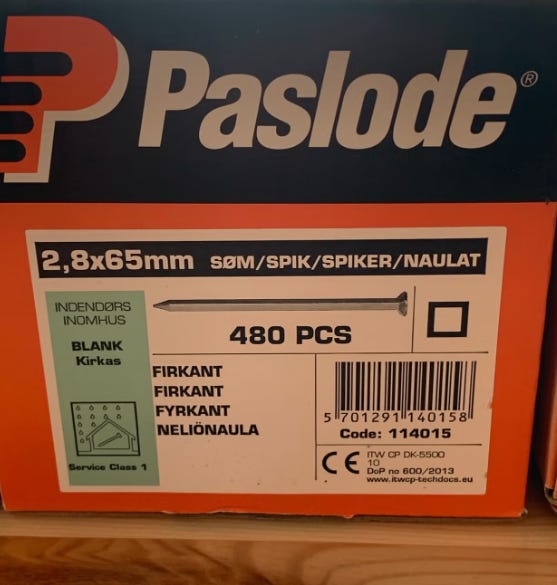 Paslode®
2,8x65mm SØM/SPIK/SPIKER/NAULAT
INDENDØRS
INOMHUS
BLANK
Kirkas
480 PCS
FIRKANT
FIRKANT
FYRKANT
NELIÖNAULA
Service Class 1
5 701291 140158
Code: 114015
CE
ITW CP DK-5500
10
DoP no 600/2013
www.itwcp-techdocs.eu